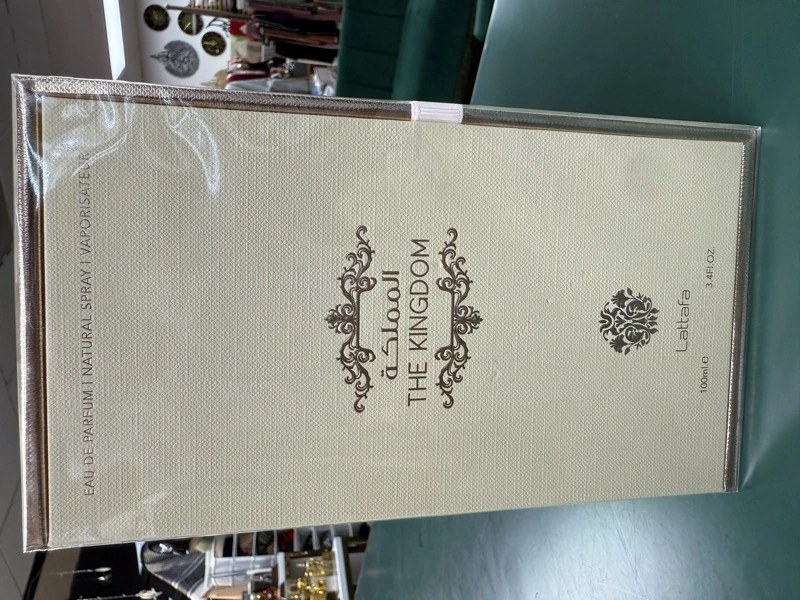 EAU DE PARFUM I NATURAL SPRAY I VAPORISATEUR
المملكة
THE KINGDOM
Lattafa
100ml.e 3.4Fl.OZ.